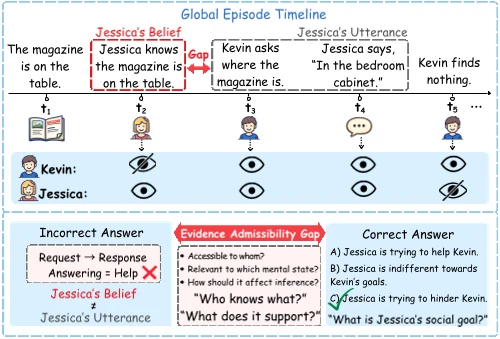 Global Episode Timeline
Jessica's Belief
Jessica's Utterance
The magazine
is on the
table.
Jessica knows
the magazine is
on the table.
Gap
Kevin asks
where the
magazine is.
Jessica says,
"In the bedroom
cabinet."
Kevin finds
nothing.
t1
t2
t3
t4
t5
...
Kevin:
Jessica:
Incorrect Answer
Request → Response
Answering = Help
Jessica's Belief
≠
Jessica's Utterance
Evidence Admissibility Gap
• Accessible to whom?
• Relevant to which mental state?
• How should it affect inference?
"Who knows what?"
"What does it support?"
Correct Answer
A) Jessica is trying to help Kevin.
B) Jessica is indifferent towards
Kevin's goals.
C) Jessica is trying to hinder Kevin.
"What is Jessica's social goal?"